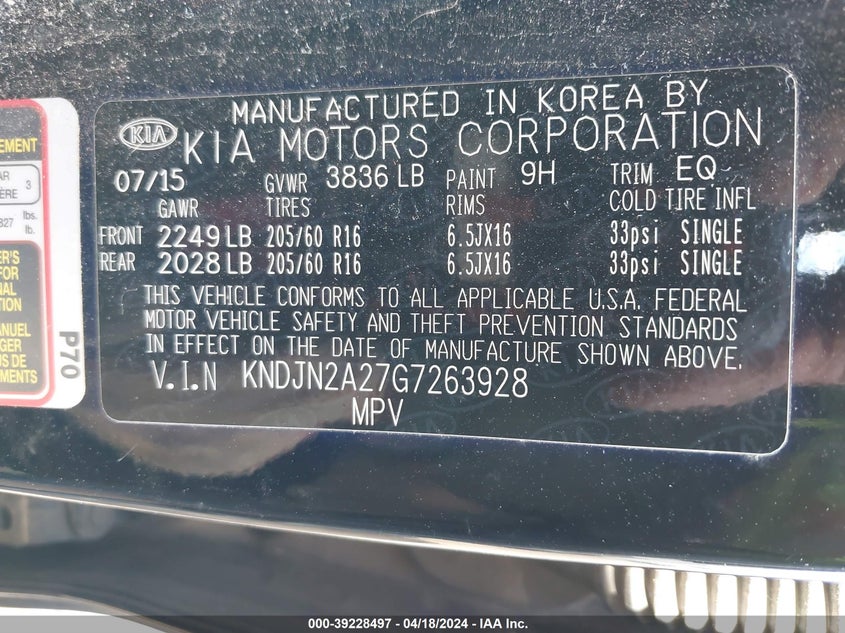 MANUFACTURED IN KOREA BY
KIA KIA MOTORS CORPORATION
07/15 GVWR 3836 LB PAINT 9H TRIM EQ
GAWR TIRES RIMS COLD TIRE INFL
FRONT 2249 LB 205/60 R16 6.5JX16 33psi SINGLE
REAR 2028 LB 205/60 R16 6.5JX16 33psi SINGLE
THIS VEHICLE CONFORMS TO ALL APPLICABLE U.S.A. FEDERAL
MOTOR VEHICLE SAFETY AND THEFT PREVENTION STANDARDS
IN EFFECT ON THE DATE OF MANUFACTURE SHOWN ABOVE.
V.I.N KNDJN2A27G7263928
MPV
3
827 lbs.
lb.
P70
000-39228497 - 04/18/2024 - IAA Inc.